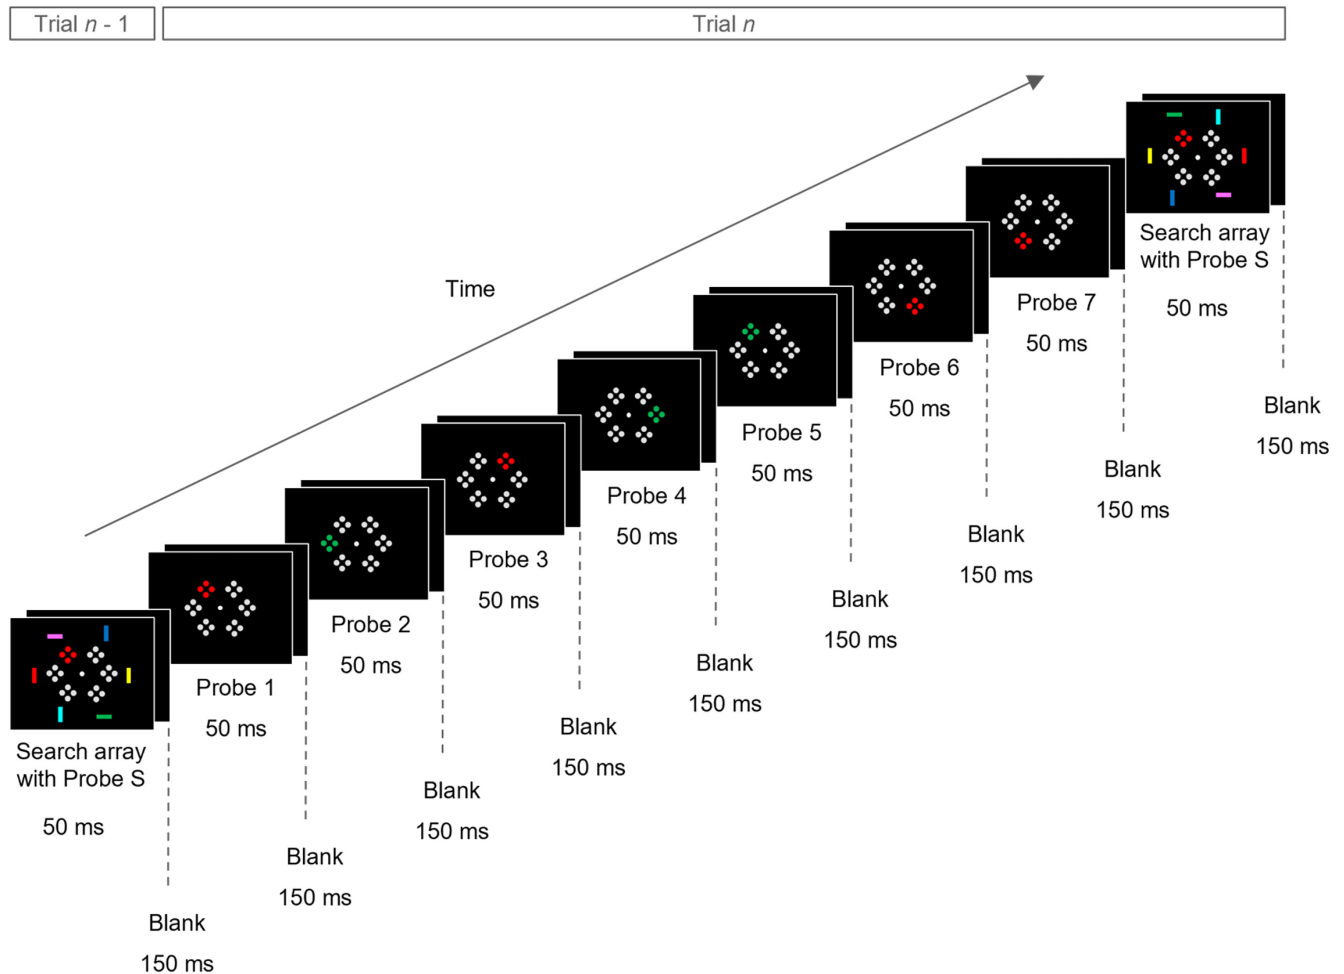 Trial n - 1
Trial n
Time
Search array
with Probe S
50 ms
Blank
150 ms
Probe 1
50 ms
Blank
150 ms
Probe 2
50 ms
Blank
150 ms
Probe 3
50 ms
Blank
150 ms
Probe 4
50 ms
Blank
150 ms
Probe 5
50 ms
Blank
150 ms
Probe 6
50 ms
Blank
150 ms
Probe 7
50 ms
Blank
150 ms
Search array
with Probe S
50 ms
Blank
150 ms